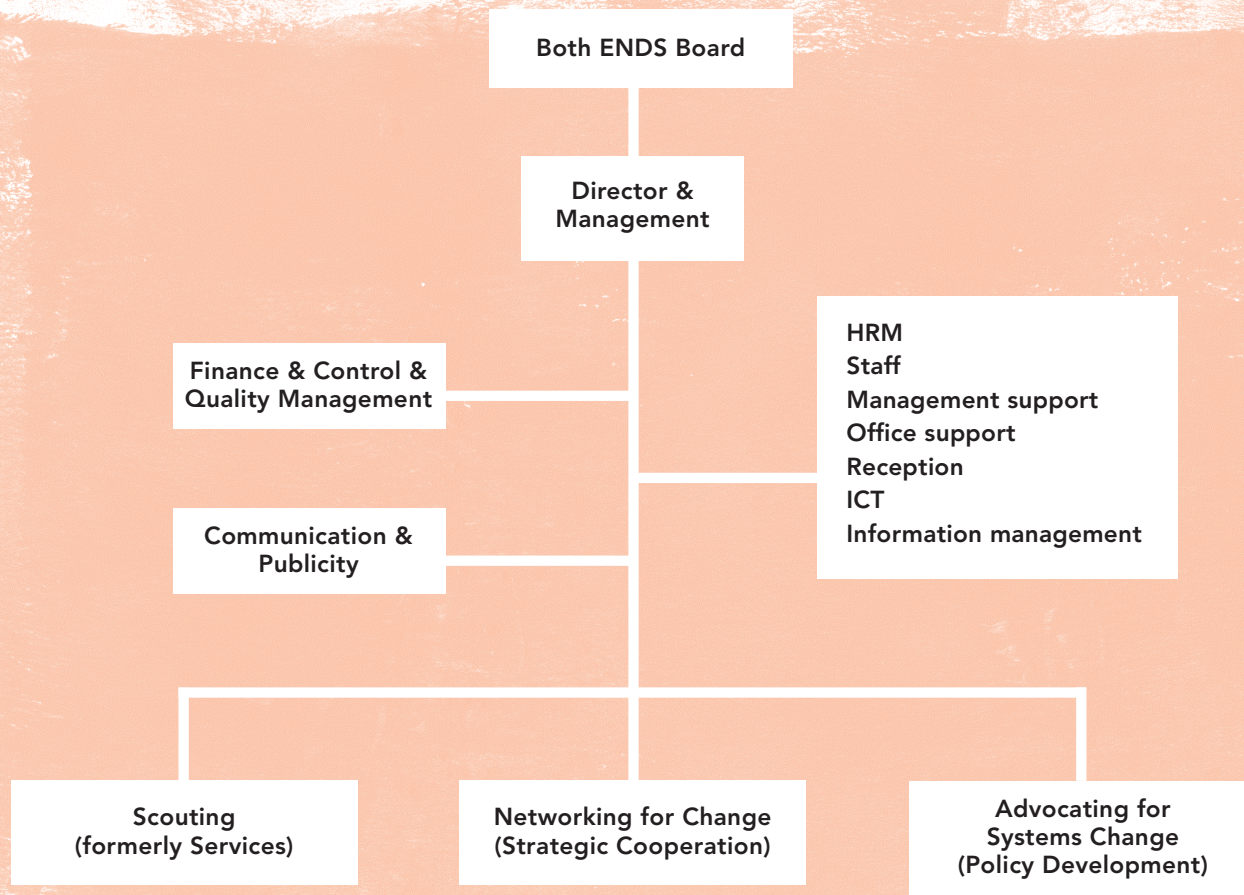 Both ENDS Board
Director &
Management
Finance & Control &
Quality Management
HRM
Staff
Management support
Office support
Reception
ICT
Information management
Communication &
Publicity
Scouting
(formerly Services)
Networking for Change
(Strategic Cooperation)
Advocating for
Systems Change
(Policy Development)